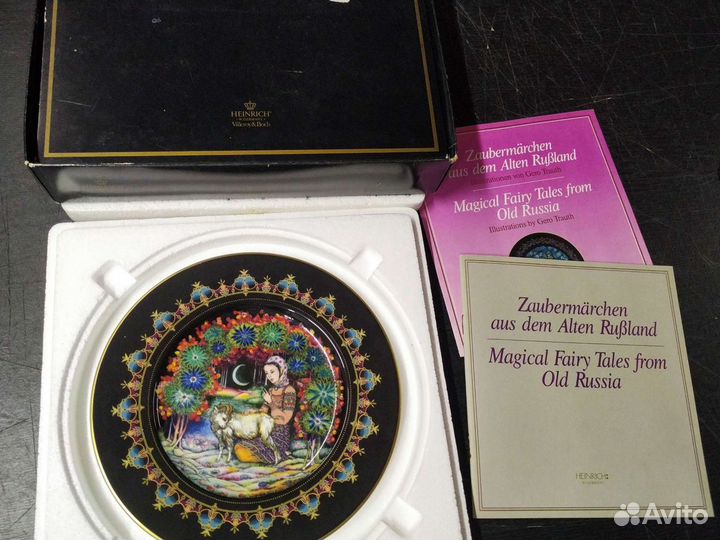 HEINRICH
Villeroy & Boch
Zaubermärchen
aus dem Alten Rußland
Illustrationen von Gero Trauth
Magical Fairy Tales from
Old Russia
Illustrations by Gero Trauth
Zaubermärchen
aus dem Alten Rußland
Magical Fairy Tales from
Old Russia
HEINRICH
Avito